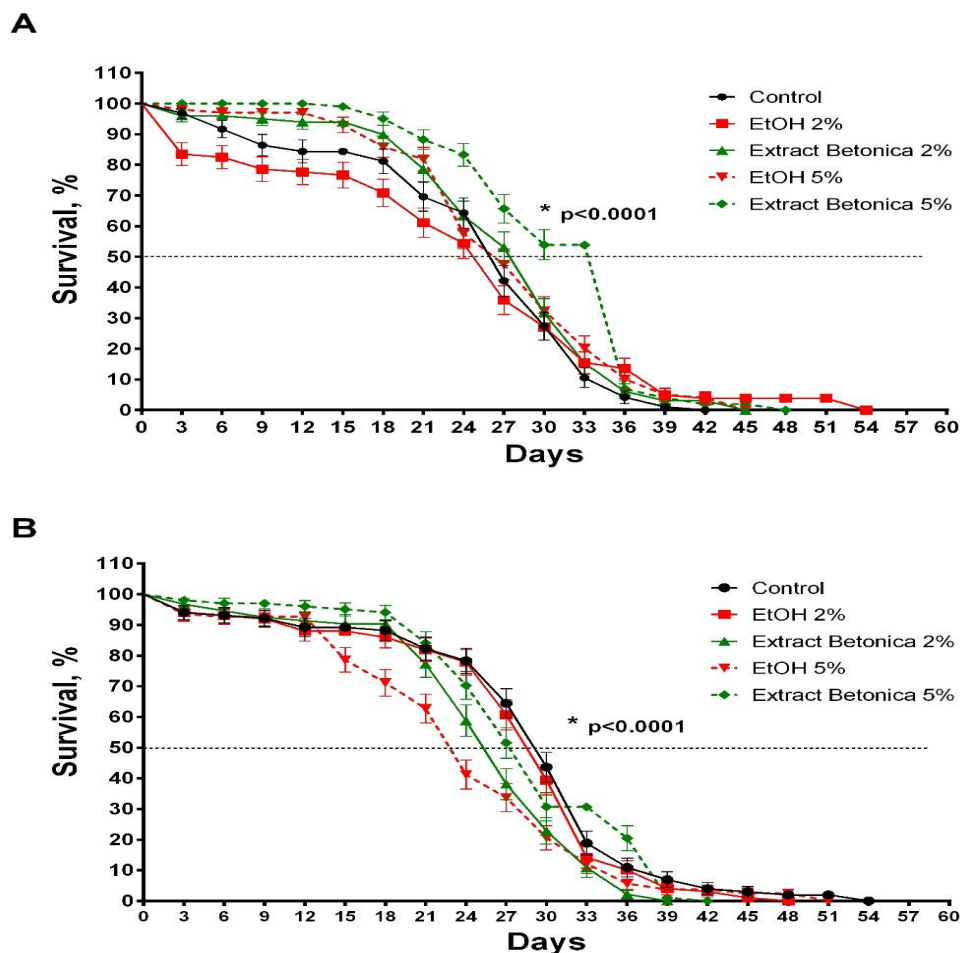 A
110
100
90
80
70
60
50
40
30
20
10
0
Survival, %
Control
EtOH 2%
Extract Betonica 2%
EtOH 5%
Extract Betonica 5%
* p<0.0001
0 3 6 9 12 15 18 21 24 27 30 33 36 39 42 45 48 51 54 57 60
Days
B
110
100
90
80
70
60
50
40
30
20
10
0
Survival, %
Control
EtOH 2%
Extract Betonica 2%
EtOH 5%
Extract Betonica 5%
* p<0.0001
0 3 6 9 12 15 18 21 24 27 30 33 36 39 42 45 48 51 54 57 60
Days